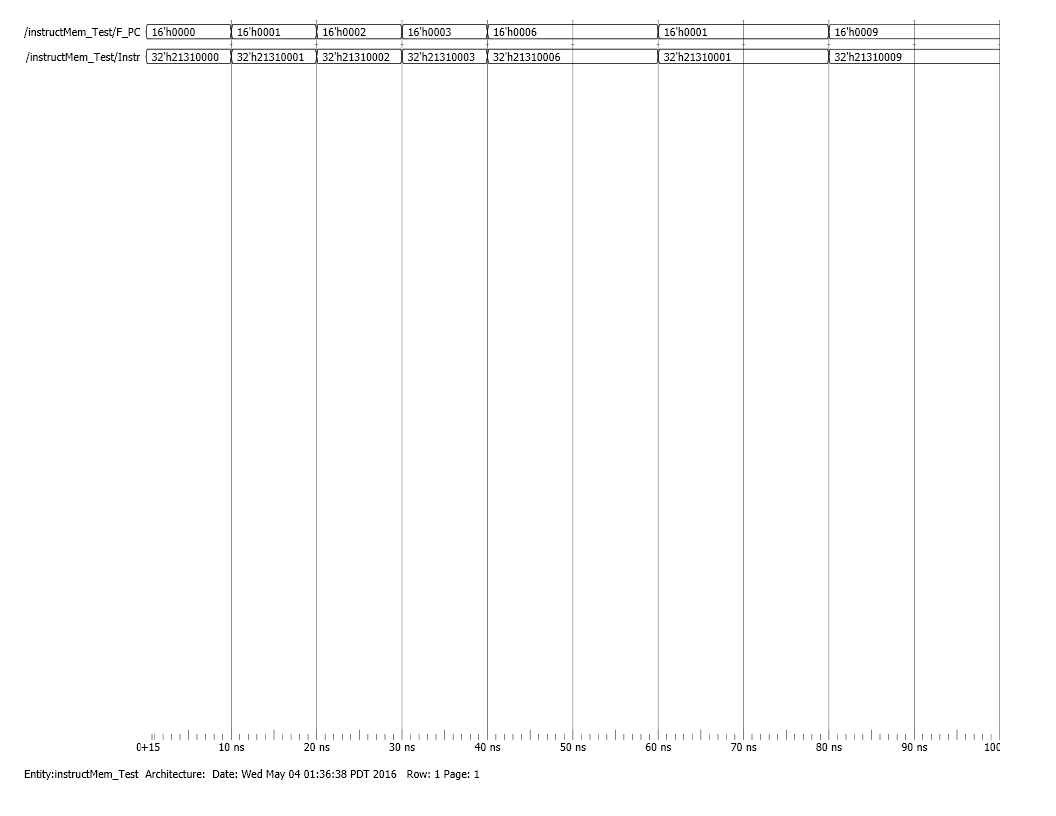 /instructMem_Test/F_PC 16'h0000 16'h0001 16'h0002 16'h0003 16'h0006 16'h0001 16'h0009
/instructMem_Test/Instr 32'h21310000 32'h21310001 32'h21310002 32'h21310003 32'h21310006 32'h21310001 32'h21310009
0+15 10 ns 20 ns 30 ns 40 ns 50 ns 60 ns 70 ns 80 ns 90 ns 100
Entity:instructMem_Test Architecture: Date: Wed May 04 01:36:38 PDT 2016 Row: 1 Page: 1